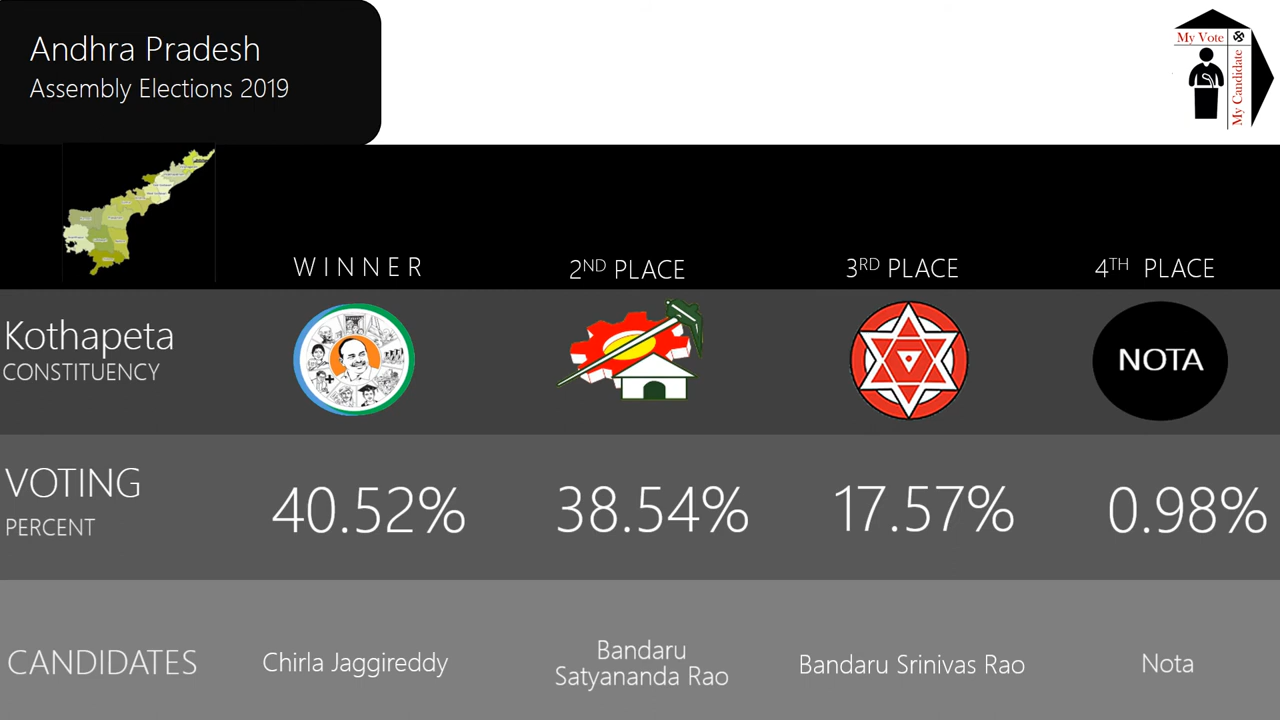 Andhra Pradesh
Assembly Elections 2019
My Vote
My Candidate
WINNER
2ND PLACE
3RD PLACE
4TH PLACE
Kothapeta
CONSTITUENCY
NOTA
VOTING
PERCENT
40.52%
38.54%
17.57%
0.98%
CANDIDATES
Chirla Jaggireddy
Bandaru
Satyananda Rao
Bandaru Srinivas Rao
Nota